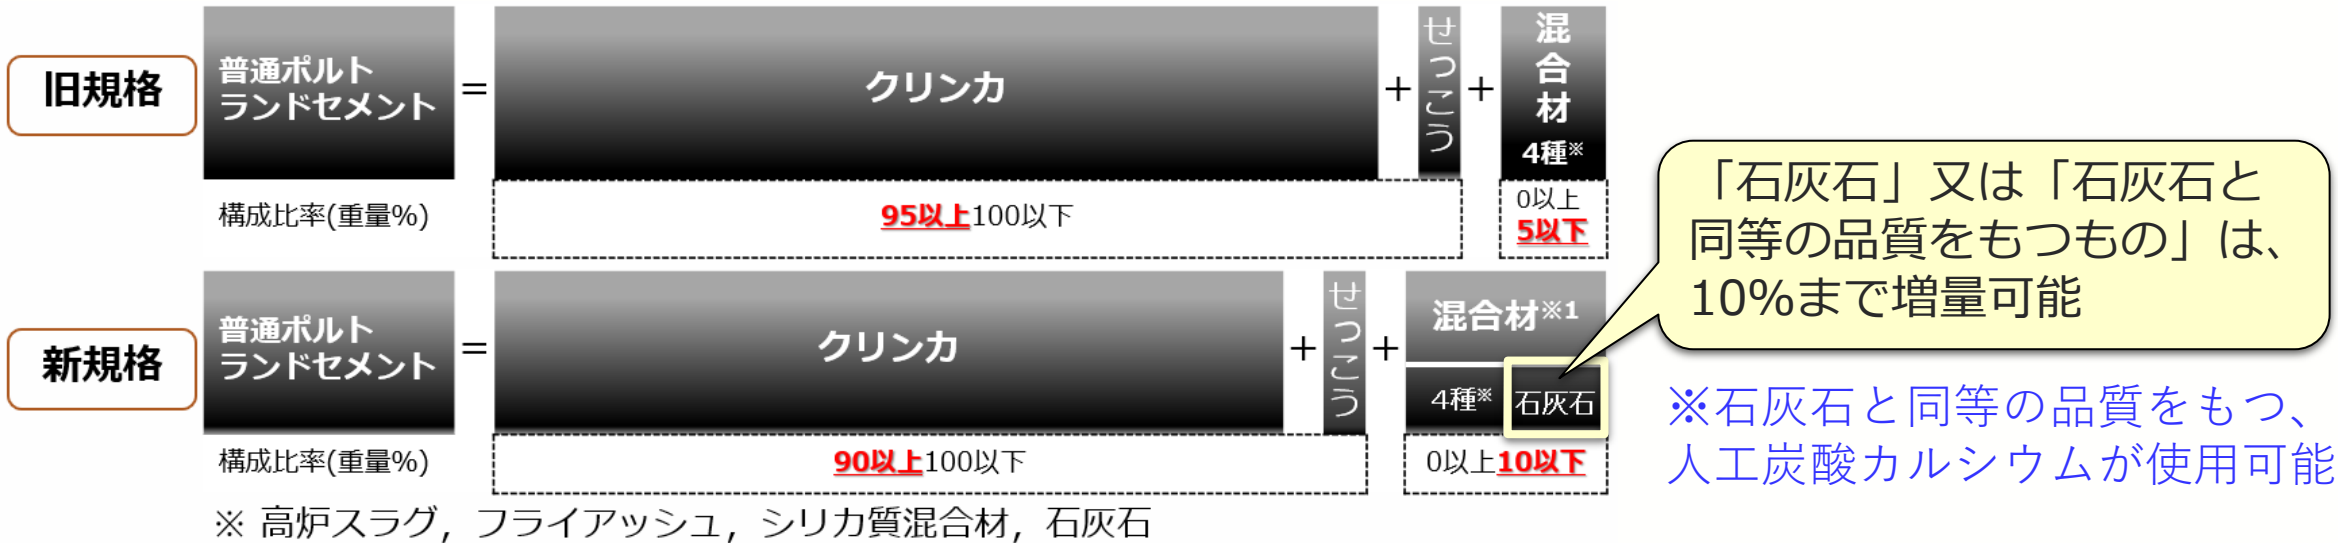 旧規格
普通ポルト
ランドセメント
=
クリンカ
+
せっこう
+
混合材
4種※
構成比率(重量%)
95以上100以下
0以上
5以下
新規格
普通ポルト
ランドセメント
=
クリンカ
+
せっこう
+
混合材※1
4種※
石灰石
構成比率(重量%)
90以上100以下
0以上10以下
※ 高炉スラグ, フライアッシュ, シリカ質混合材, 石灰石
「石灰石」又は「石灰石と
同等の品質をもつもの」は、
10%まで増量可能
※石灰石と同等の品質をもつ、
人工炭酸カルシウムが使用可能